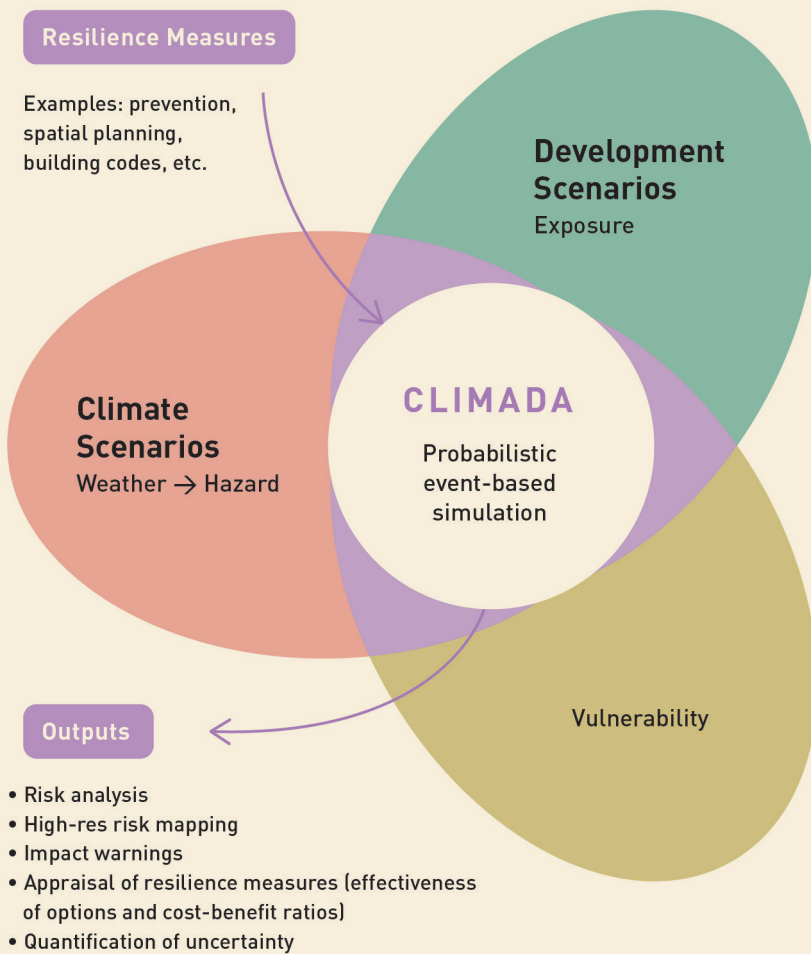 Resilience Measures
Examples: prevention,
spatial planning,
building codes, etc.
Development
Scenarios
Exposure
Climate
Scenarios
Weather → Hazard
CLIMADA
Probabilistic
event-based
simulation
Vulnerability
Outputs
• Risk analysis
• High-res risk mapping
• Impact warnings
• Appraisal of resilience measures (effectiveness
of options and cost-benefit ratios)
• Quantification of uncertainty